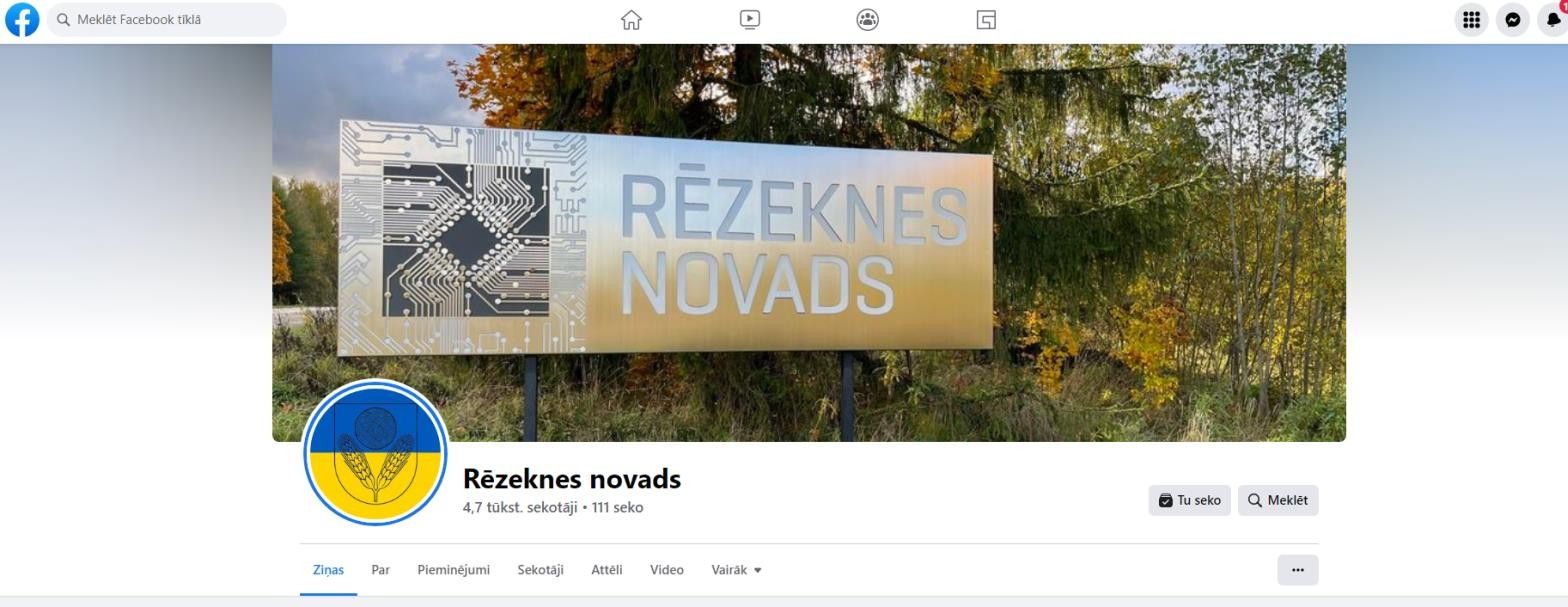 Meklēt Facebook tīklā
1
RĒZEKNES
NOVADS
Rēzeknes novads
4,7 tūkst. sekotāji • 111 seko
Tu seko
Meklēt
Ziņas
Par
Pieminējumi
Sekotāji
Attēli
Video
Vairāk